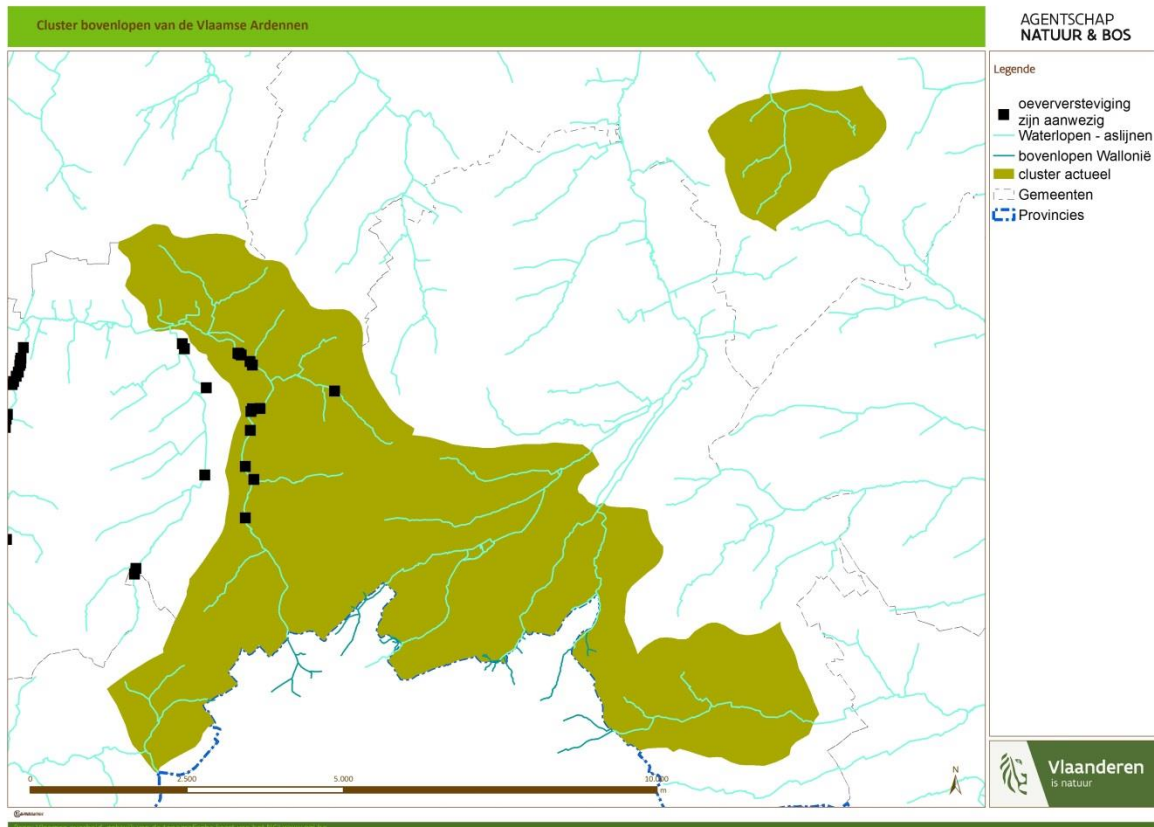 Cluster bovenlopen van de Vlaamse Ardennen
AGENTSCHAP
NATUUR & BOS
Legende
oeverversteviging
zijn aanwezig
Waterlopen - aslijnen
bovenlopen Wallonië
cluster actueel
Gemeenten
Provincies
0 2.500 5.000 10.000
m
N
Vlaanderen
is natuur